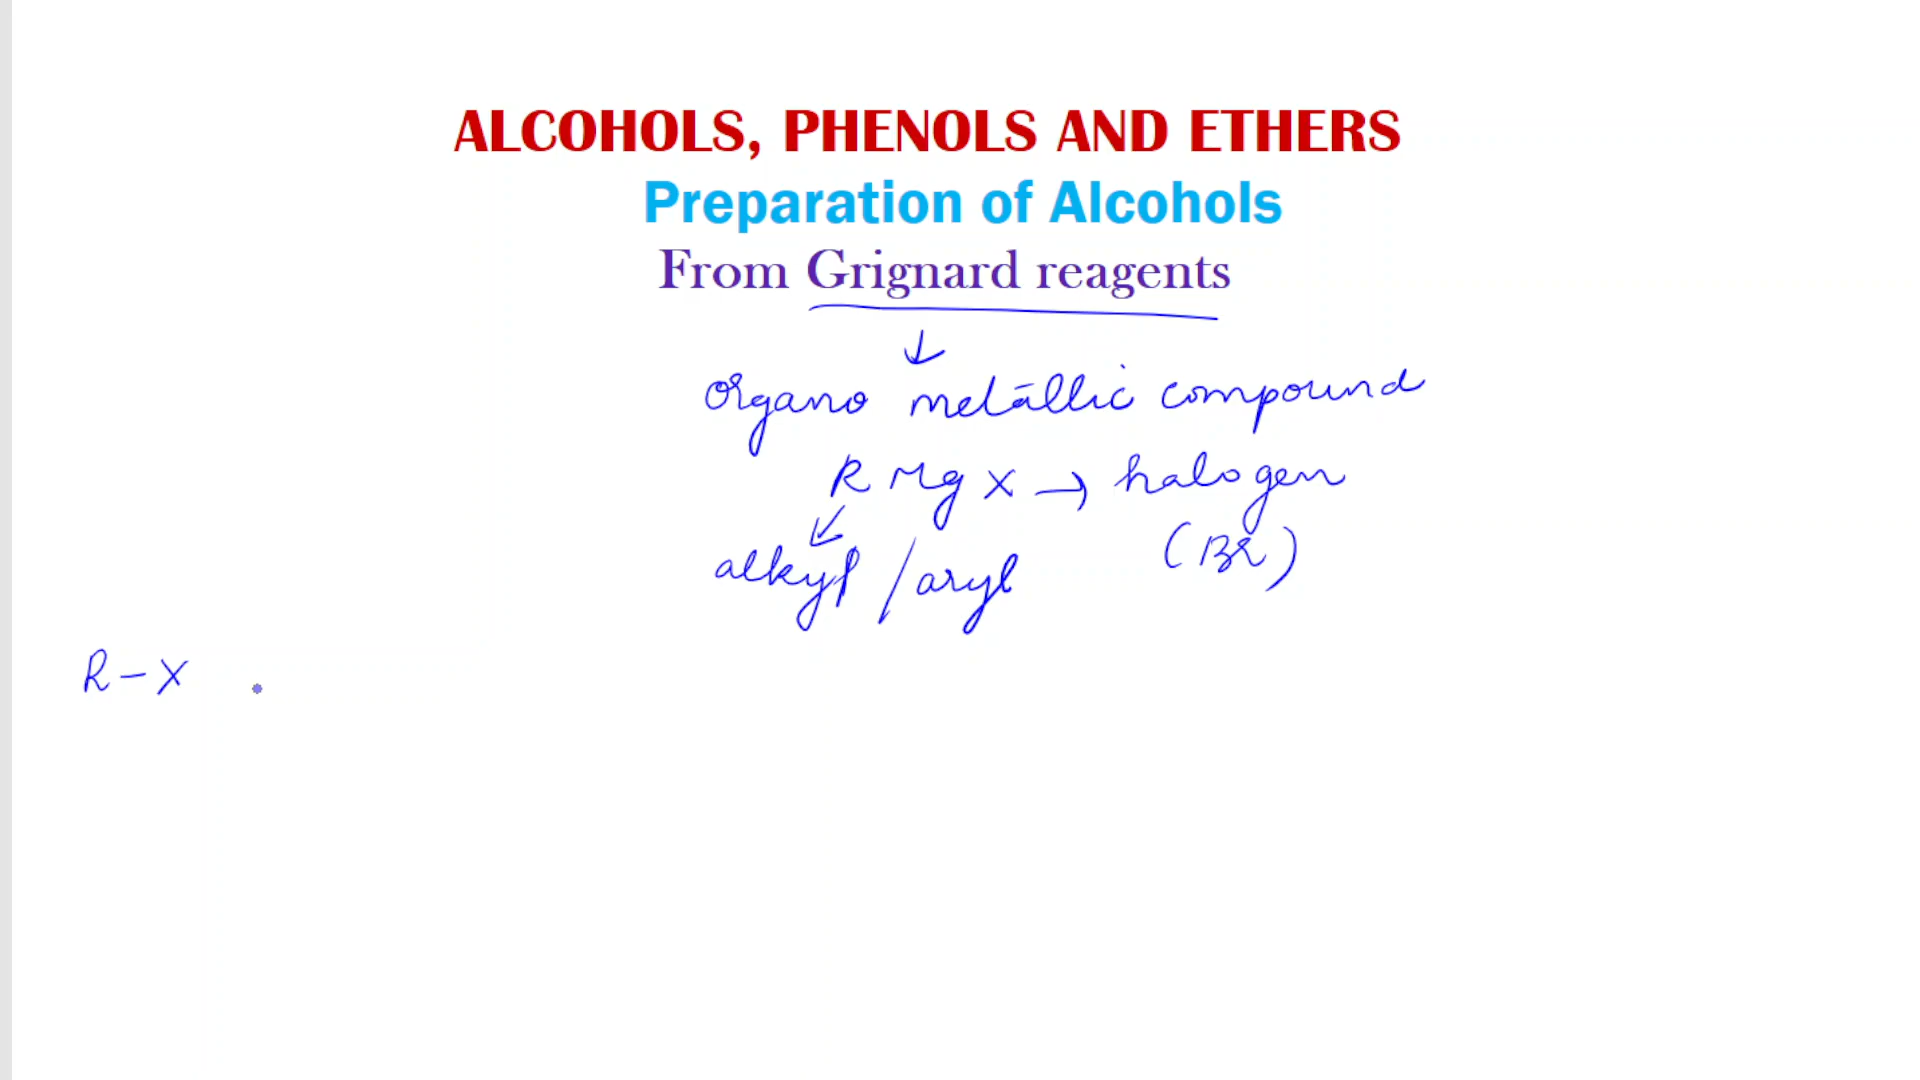 ALCOHOLS, PHENOLS AND ETHERS
Preparation of Alcohols
From Grignard reagents
↓
Organo metallic compound
R Mg X → halogen
(Br)
alkyl / aryl
R - X